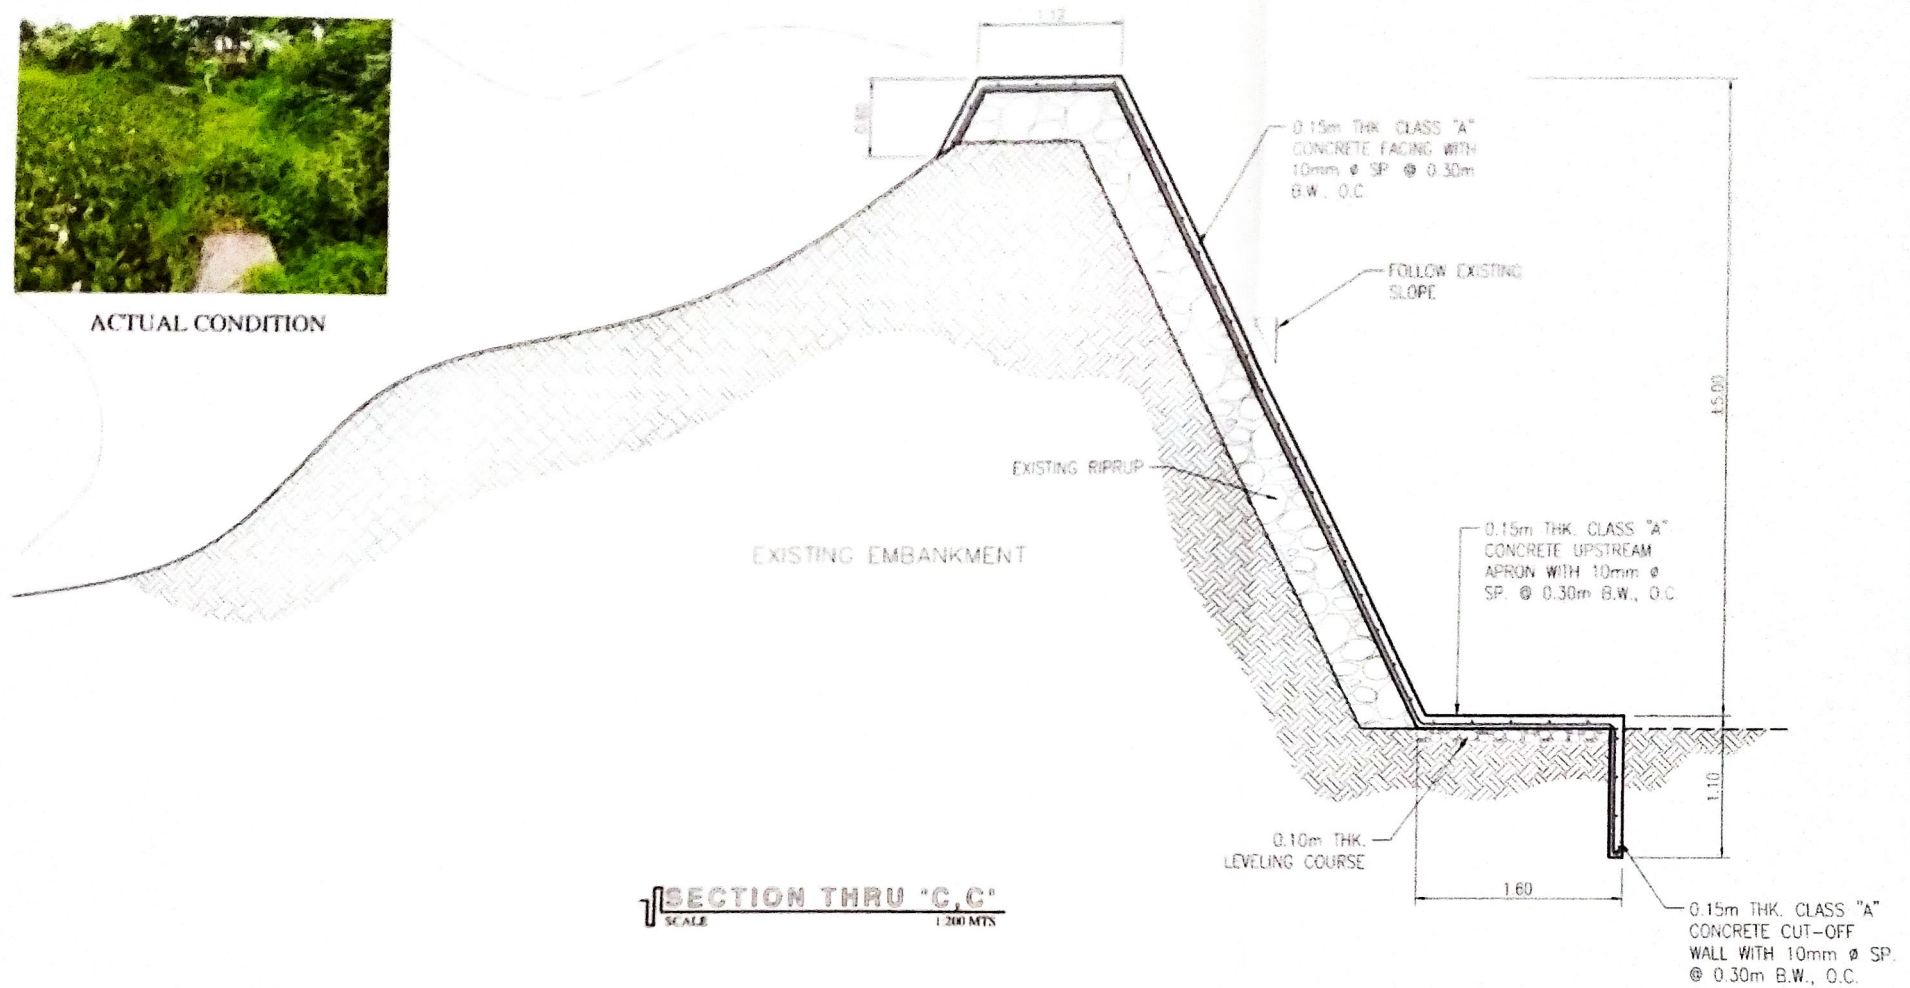 1.12
0.15m THK. CLASS "A"
CONCRETE FACING WITH
10mm ø SP. @ 0.30m
B.W., O.C.
FOLLOW EXISTING
SLOPE
ACTUAL CONDITION
15.00
EXISTING RIPRUP
EXISTING EMBANKMENT
0.15m THK. CLASS "A"
CONCRETE UPSTREAM
APRON WITH 10mm ø
SP. @ 0.30m B.W., O.C.
1.10
0.10m THK.
LEVELING COURSE
1.60
SECTION THRU "C,C"
SCALE 1:200 MTS
0.15m THK. CLASS "A"
CONCRETE CUT-OFF
WALL WITH 10mm ø SP.
@ 0.30m B.W., O.C.